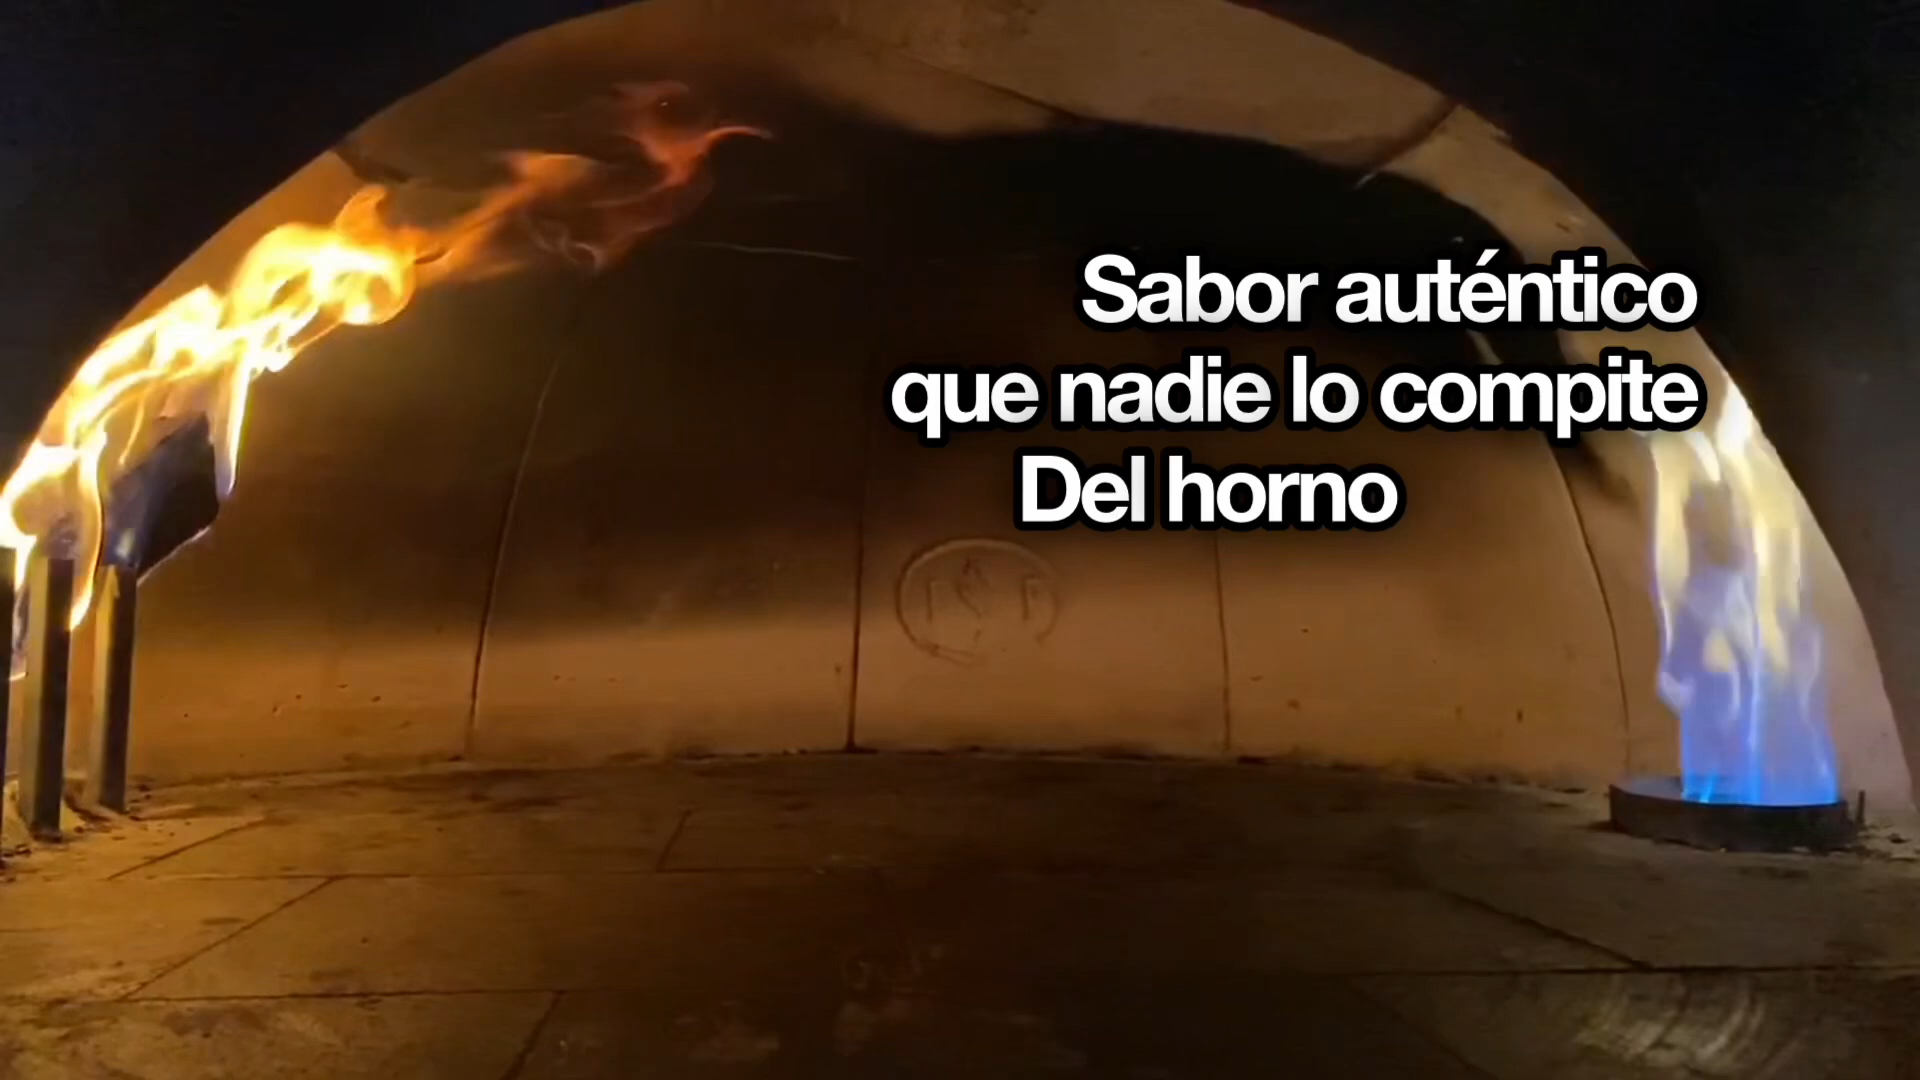 Sabor auténtico
que nadie lo compite
Del horno